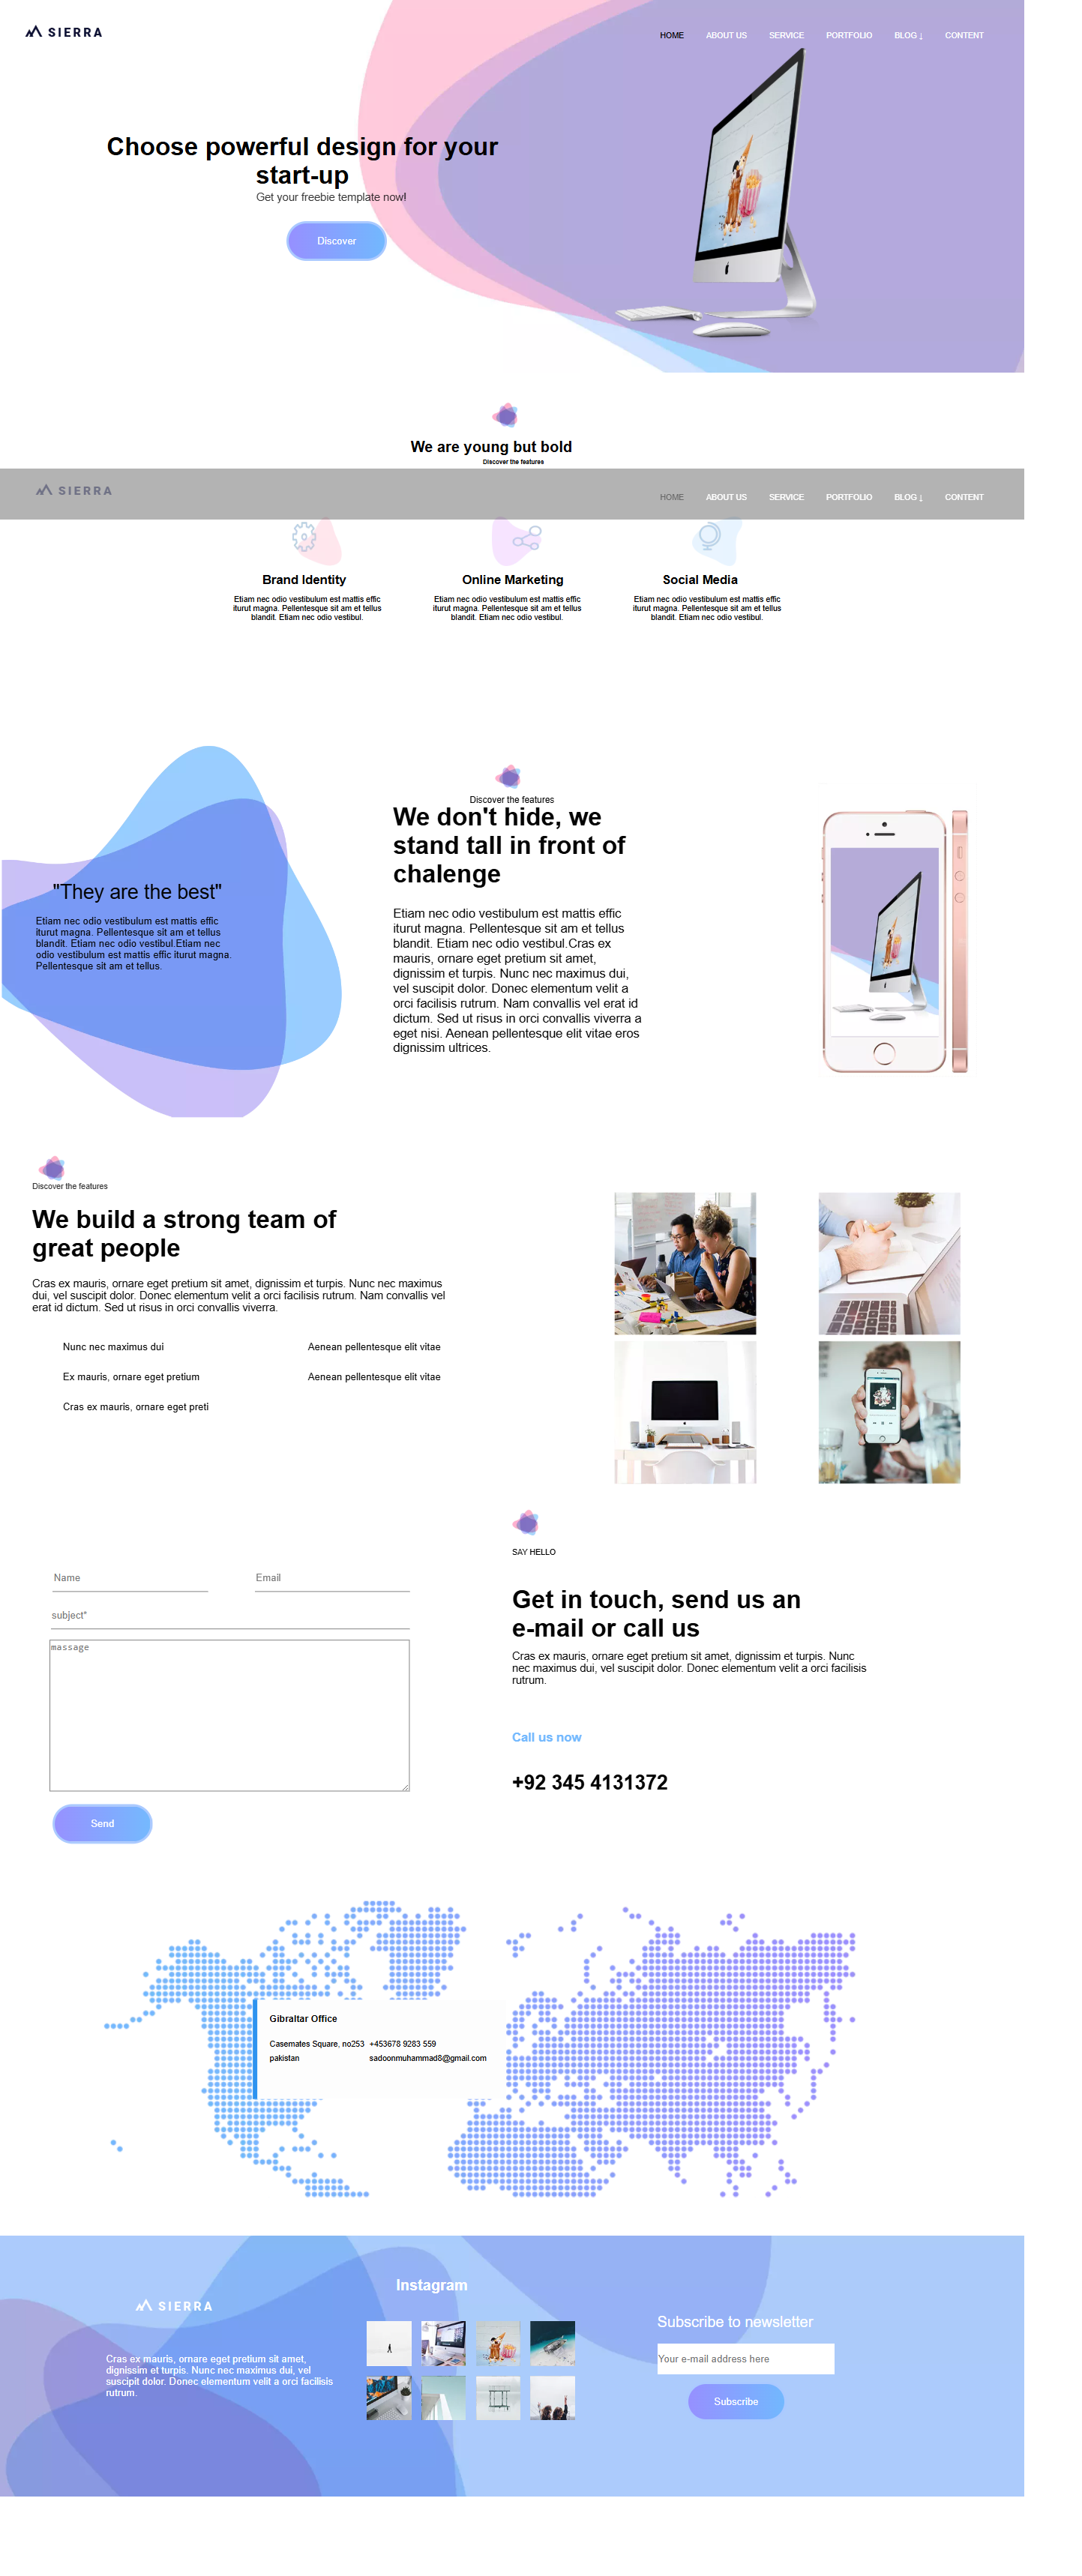 SIERRA
HOME ABOUT US SERVICE PORTFOLIO BLOG ↓ CONTENT
Choose powerful design for your
start-up
Get your freebie template now!
Discover
We are young but bold
Discover the features
SIERRA
HOME ABOUT US SERVICE PORTFOLIO BLOG ↓ CONTENT
Brand Identity
Etiam nec odio vestibulum est mattis effic
iturut magna. Pellentesque sit am et tellus
blandit. Etiam nec odio vestibul.
Online Marketing
Etiam nec odio vestibulum est mattis effic
iturut magna. Pellentesque sit am et tellus
blandit. Etiam nec odio vestibul.
Social Media
Etiam nec odio vestibulum est mattis effic
iturut magna. Pellentesque sit am et tellus
blandit. Etiam nec odio vestibul.
"They are the best"
Etiam nec odio vestibulum est mattis effic
iturut magna. Pellentesque sit am et tellus
blandit. Etiam nec odio vestibul.Etiam nec
odio vestibulum est mattis effic iturut magna.
Pellentesque sit am et tellus.
Discover the features
We don't hide, we
stand tall in front of
chalenge
Etiam nec odio vestibulum est mattis effic
iturut magna. Pellentesque sit am et tellus
blandit. Etiam nec odio vestibul.Cras ex
mauris, ornare eget pretium sit amet,
dignissim et turpis. Nunc nec maximus dui,
vel suscipit dolor. Donec elementum velit a
orci facilisis rutrum. Nam convallis vel erat id
dictum. Sed ut risus in orci convallis viverra a
eget nisi. Aenean pellentesque elit vitae eros
dignissim ultrices.
Discover the features
We build a strong team of
great people
Cras ex mauris, ornare eget pretium sit amet, dignissim et turpis. Nunc nec maximus
dui, vel suscipit dolor. Donec elementum velit a orci facilisis rutrum. Nam convallis vel
erat id dictum. Sed ut risus in orci convallis viverra.
Nunc nec maximus dui
Aenean pellentesque elit vitae
Ex mauris, ornare eget pretium
Aenean pellentesque elit vitae
Cras ex mauris, ornare eget preti
Name
Email
subject*
massage
Send
SAY HELLO
Get in touch, send us an
e-mail or call us
Cras ex mauris, ornare eget pretium sit amet, dignissim et turpis. Nunc
nec maximus dui, vel suscipit dolor. Donec elementum velit a orci facilisis
rutrum.
Call us now
+92 345 4131372
Gibraltar Office
Casemates Square, no253 +453678 9283 559
pakistan sadoonmuhammad8@gmail.com
SIERRA
Cras ex mauris, ornare eget pretium sit amet,
dignissim et turpis. Nunc nec maximus dui, vel
suscipit dolor. Donec elementum velit a orci facilisis
rutrum.
Instagram
Subscribe to newsletter
Your e-mail address here
Subscribe